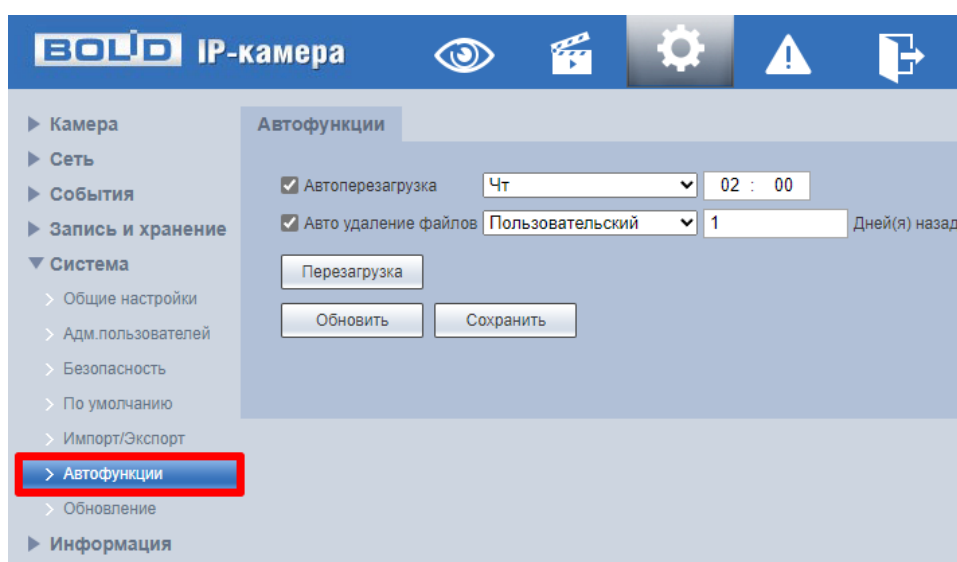 BOLID IP-камера
Камера
Сеть
События
Запись и хранение
Система
Общие настройки
Адм.пользователей
Безопасность
По умолчанию
Импорт/Экспорт
Автофункции
Обновление
Информация
Автофункции
Автоперезагрузка Чт 02 : 00
Авто удаление файлов Пользовательский 1 Дней(я) назад
Перезагрузка
Обновить Сохранить